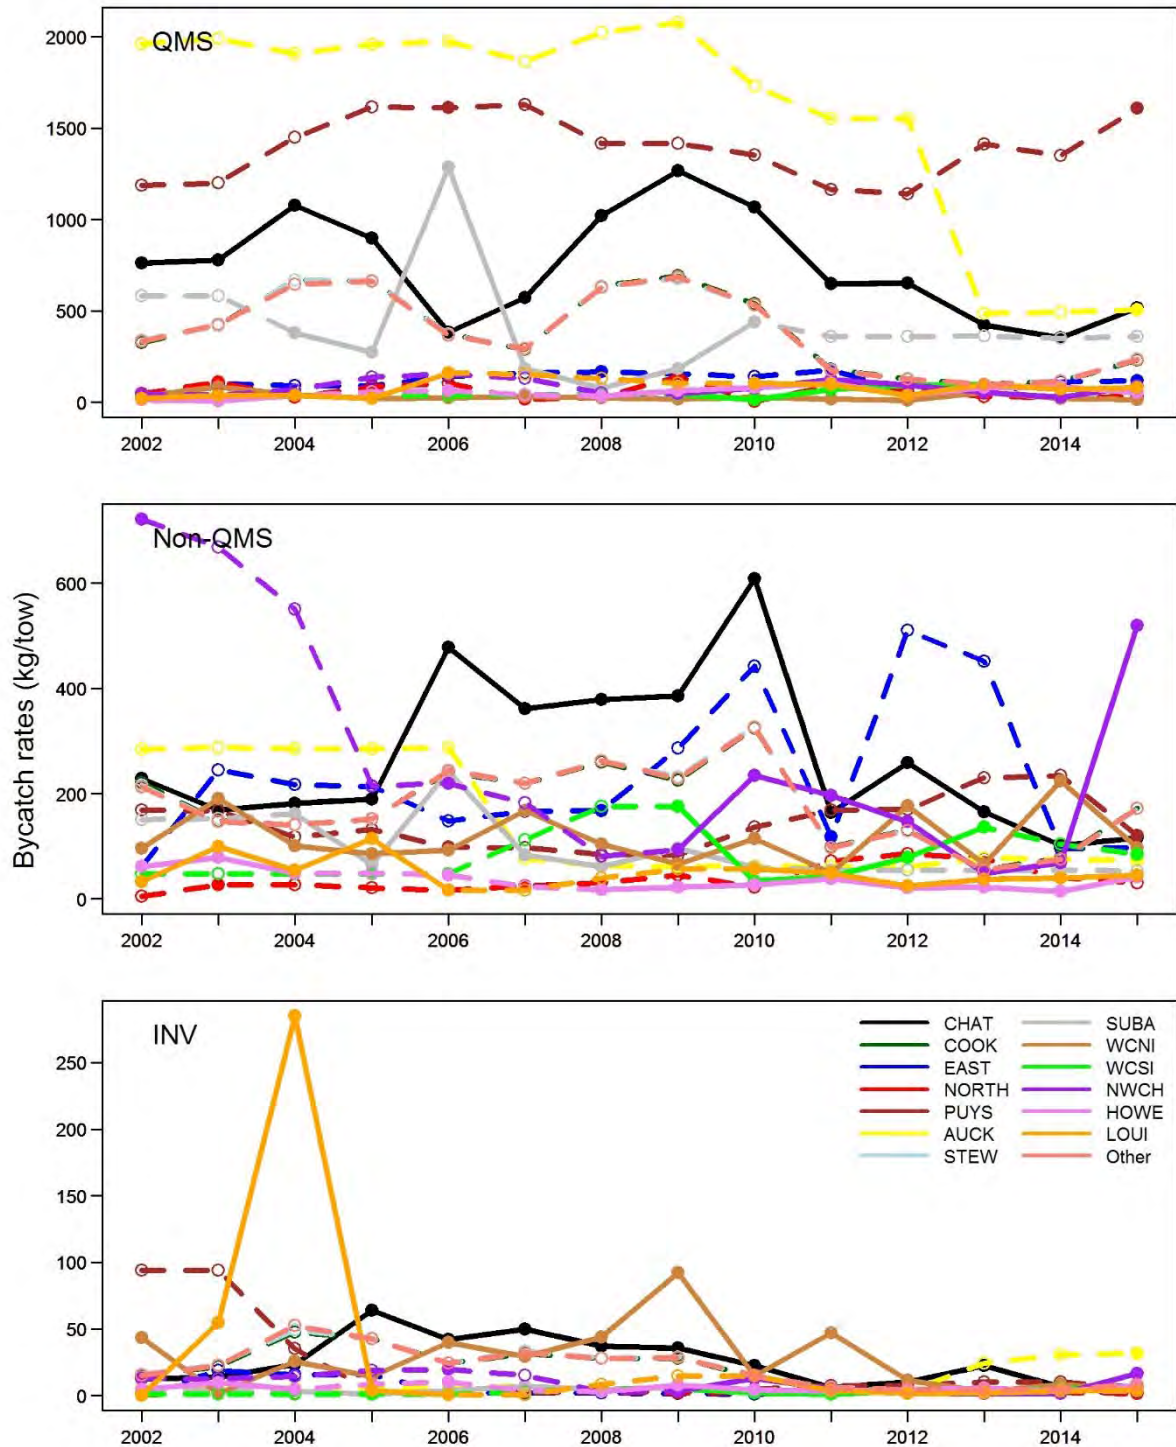 QMS
2000
1500
1000
500
0
2002 2004 2006 2008 2010 2012 2014
Non-QMS
600
400
200
0
2002 2004 2006 2008 2010 2012 2014
Bycatch rates (kg/tow)
INV
250
200
150
100
50
0
CHAT SUBA
COOK WCNI
EAST WCSI
NORTH NWCH
PUYS HOWE
AUCK LOUI
STEW Other
2002 2004 2006 2008 2010 2012 2014